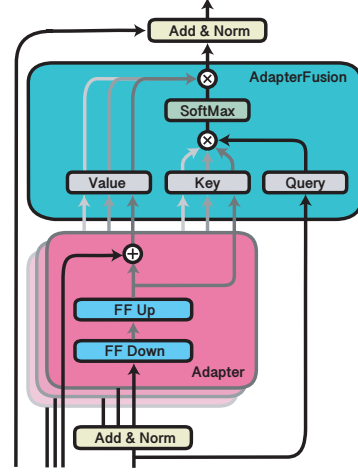 Add & Norm
AdapterFusion
SoftMax
Value
Key
Query
FF Up
FF Down
Adapter
Add & Norm